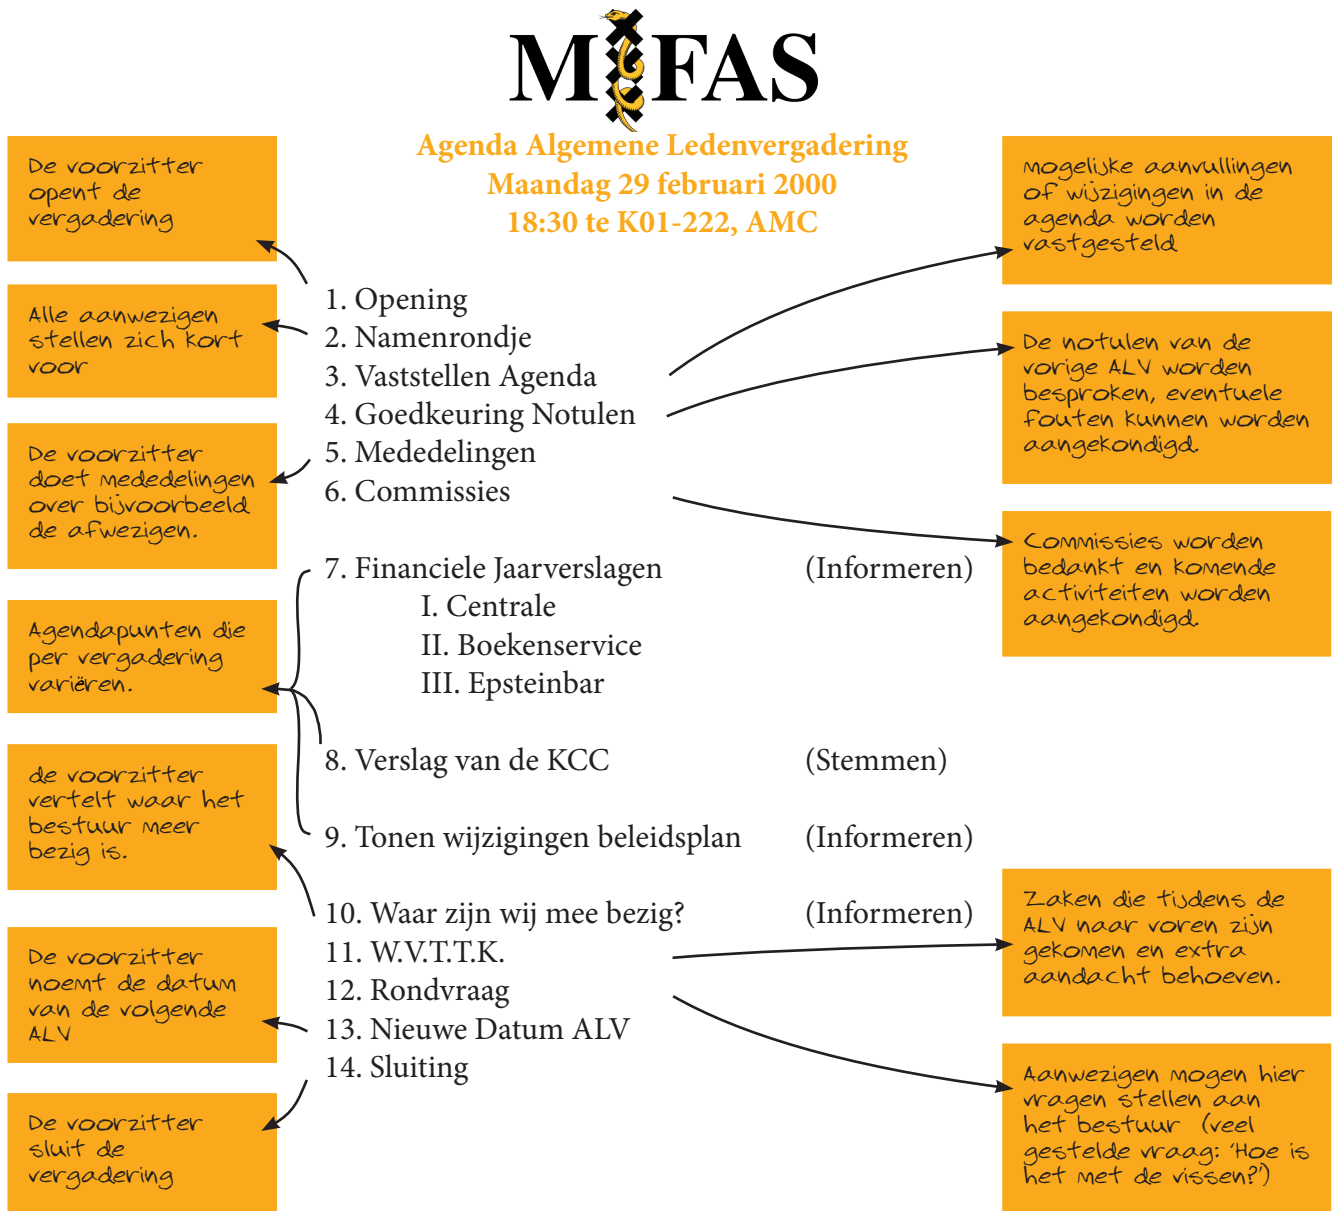 MFAS
Agenda Algemene Ledenvergadering
Maandag 29 februari 2000
18:30 te K01-222, AMC
De voorzitter
opent de
vergadering
Alle aanwezigen
stellen zich kort
voor
De voorzitter
doet mededelingen
over bijvoorbeeld
de afwezigen.
Agendapunten die
per vergadering
variëren.
de voorzitter
vertelt waar het
bestuur meer
bezig is.
De voorzitter
noemt de datum
van de volgende
ALV
De voorzitter
sluit de
vergadering
1. Opening
2. Namenrondje
3. Vaststellen Agenda
4. Goedkeuring Notulen
5. Mededelingen
6. Commissies
7. Financiele Jaarverslagen (Informeren)
I. Centrale
II. Boekenservice
III. Epsteinbar
8. Verslag van de KCC (Stemmen)
9. Tonen wijzigingen beleidsplan (Informeren)
10. Waar zijn wij mee bezig? (Informeren)
11. W.V.T.T.K.
12. Rondvraag
13. Nieuwe Datum ALV
14. Sluiting
mogelijke aanvullingen
of wijzigingen in de
agenda worden
vastgesteld
De notulen van de
vorige ALV worden
besproken, eventuele
fouten kunnen worden
aangekondigd.
Commissies worden
bedankt en komende
activiteiten worden
aangekondigd.
Zaken die tijdens de
ALV naar voren zijn
gekomen en extra
aandacht behoeven.
Aanwezigen mogen hier
vragen stellen aan
het bestuur (veel
gestelde vraag: 'Hoe is
het met de vissen?')